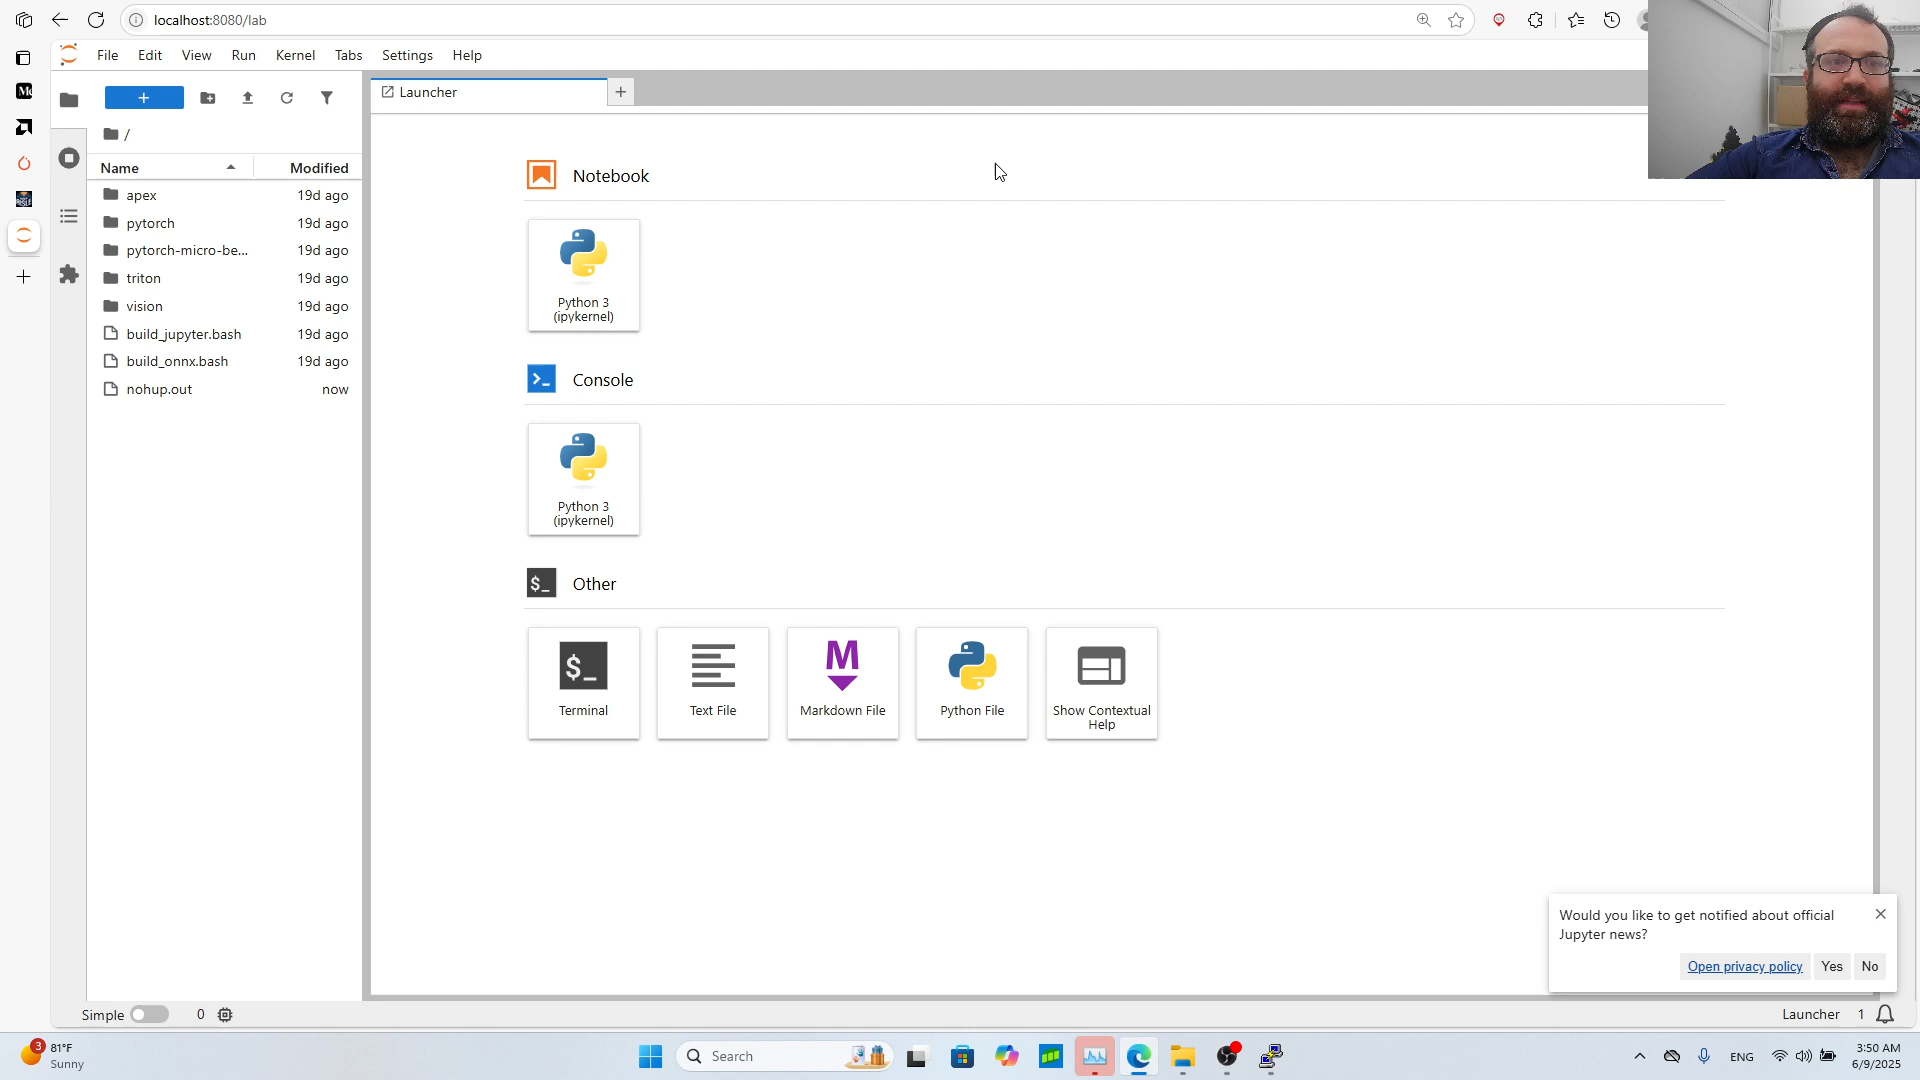 localhost:8080/lab
File Edit View Run Kernel Tabs Settings Help
Launcher
/
Name Modified
apex 19d ago
pytorch 19d ago
pytorch-micro-be... 19d ago
triton 19d ago
vision 19d ago
build_jupyter.bash 19d ago
build_onnx.bash 19d ago
nohup.out now
Notebook
Python 3
(ipykernel)
Console
Python 3
(ipykernel)
$_ Other
$_
Terminal
Text File
M
Markdown File
Python File
Show Contextual
Help
Would you like to get notified about official
Jupyter news?
Open privacy policy Yes No
Simple 0
Launcher 1
3
81°F
Sunny
Search
ENG
3:50 AM
6/9/2025